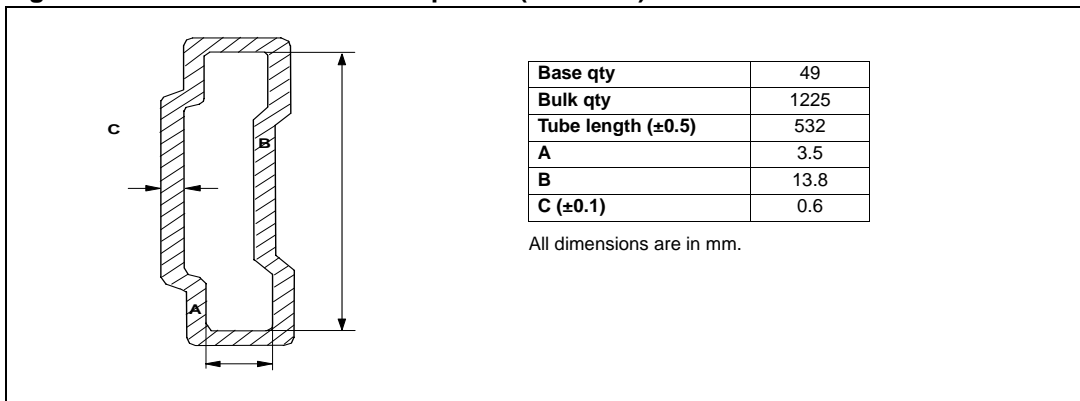 C
B
A
Base qty 49
Bulk qty 1225
Tube length (±0.5) 532
A 3.5
B 13.8
C (±0.1) 0.6
All dimensions are in mm.